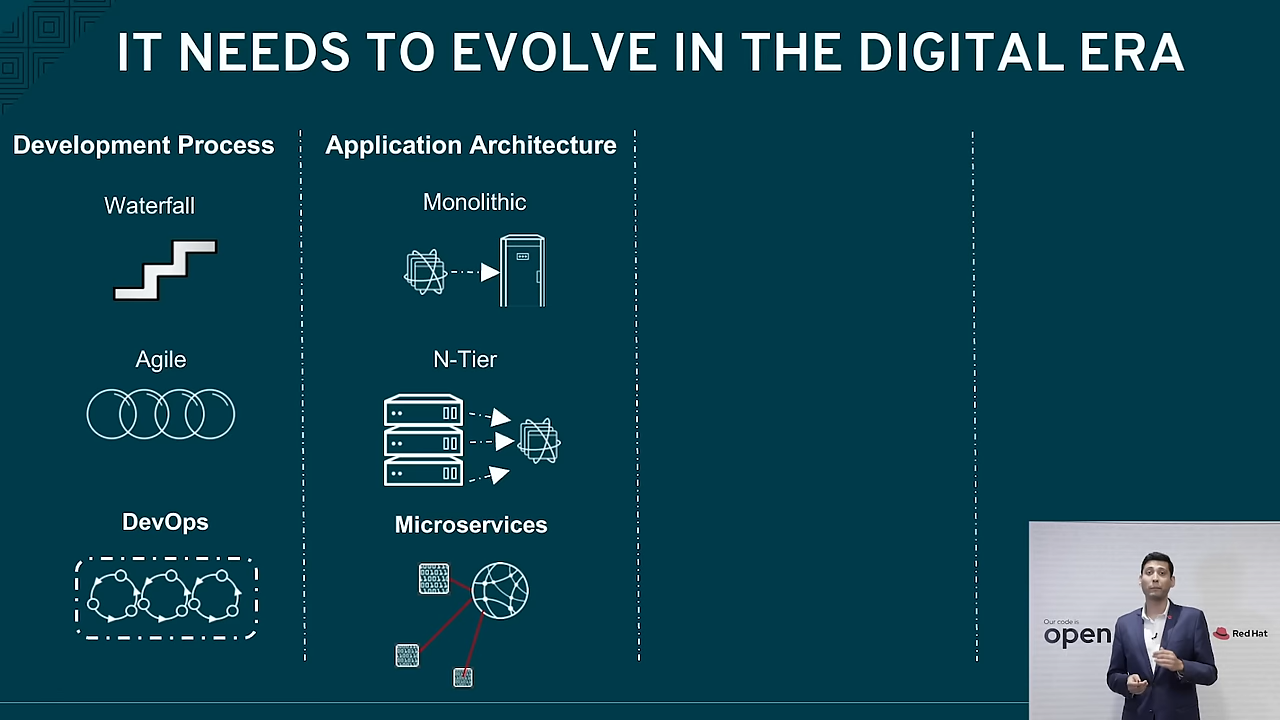 IT NEEDS TO EVOLVE IN THE DIGITAL ERA
Development Process
Waterfall
Agile
DevOps
Application Architecture
Monolithic
N-Tier
Microservices
Our code is
open
Red Hat